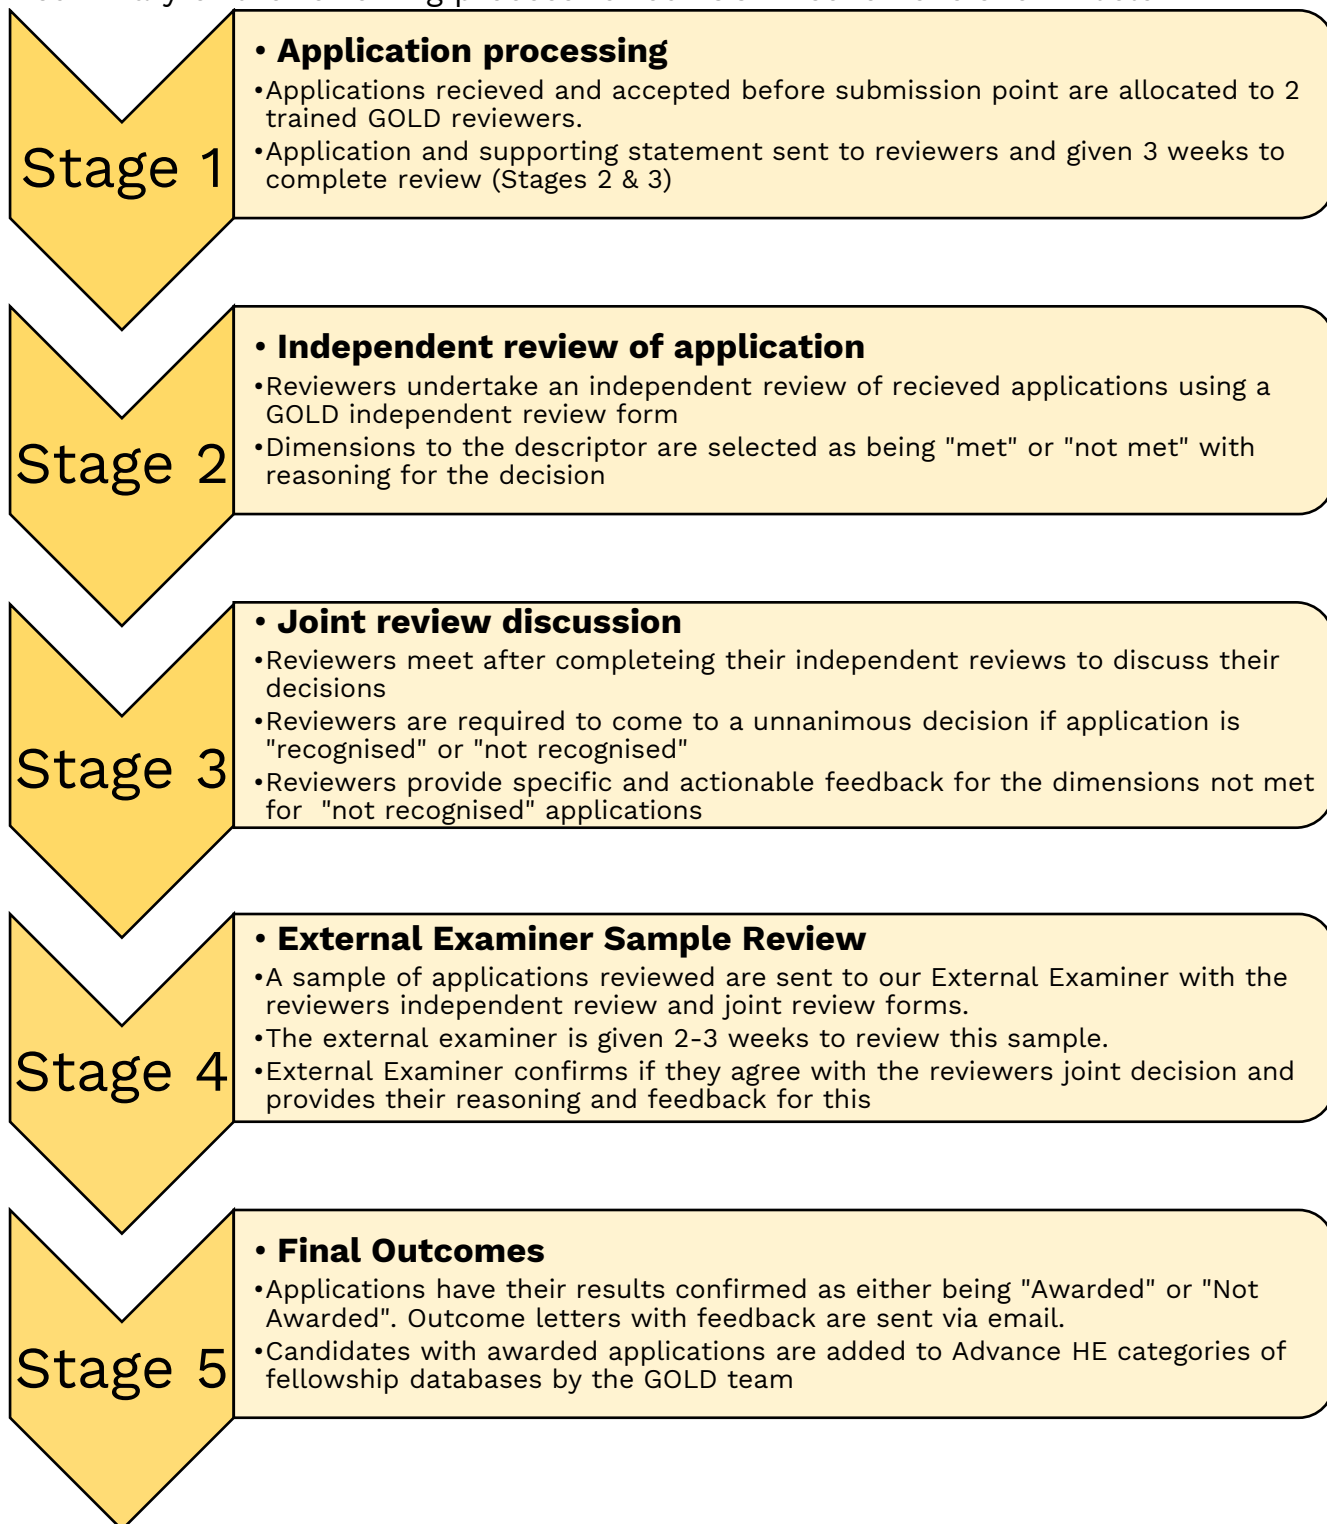 Stage 1
• Application processing
•Applications recieved and accepted before submission point are allocated to 2
trained GOLD reviewers.
•Application and supporting statement sent to reviewers and given 3 weeks to
complete review (Stages 2 & 3)
Stage 2
• Independent review of application
•Reviewers undertake an independent review of recieved applications using a
GOLD independent review form
•Dimensions to the descriptor are selected as being "met" or "not met" with
reasoning for the decision
Stage 3
• Joint review discussion
•Reviewers meet after completeing their independent reviews to discuss their
decisions
•Reviewers are required to come to a unnanimous decision if application is
"recognised" or "not recognised"
•Reviewers provide specific and actionable feedback for the dimensions not met
for  "not recognised" applications
Stage 4
• External Examiner Sample Review
•A sample of applications reviewed are sent to our External Examiner with the
reviewers independent review and joint review forms.
•The external examiner is given 2-3 weeks to review this sample.
•External Examiner confirms if they agree with the reviewers joint decision and
provides their reasoning and feedback for this
Stage 5
• Final Outcomes
•Applications have their results confirmed as either being "Awarded" or "Not
Awarded". Outcome letters with feedback are sent via email.
•Candidates with awarded applications are added to Advance HE categories of
fellowship databases by the GOLD team